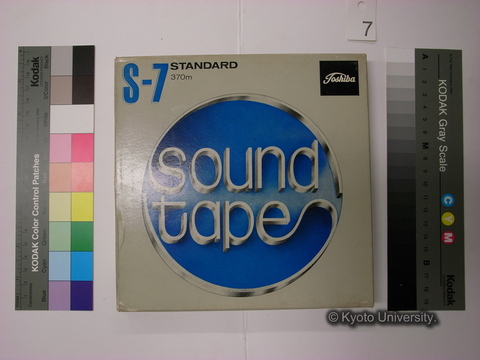 7
S-7 STANDARD
370m
Toshiba
sound
tapes
Kodak
KODAK Color Control Patches
KODAK Gray Scale
A
M
B
C
Y
M
Kodak
© Kyoto University.